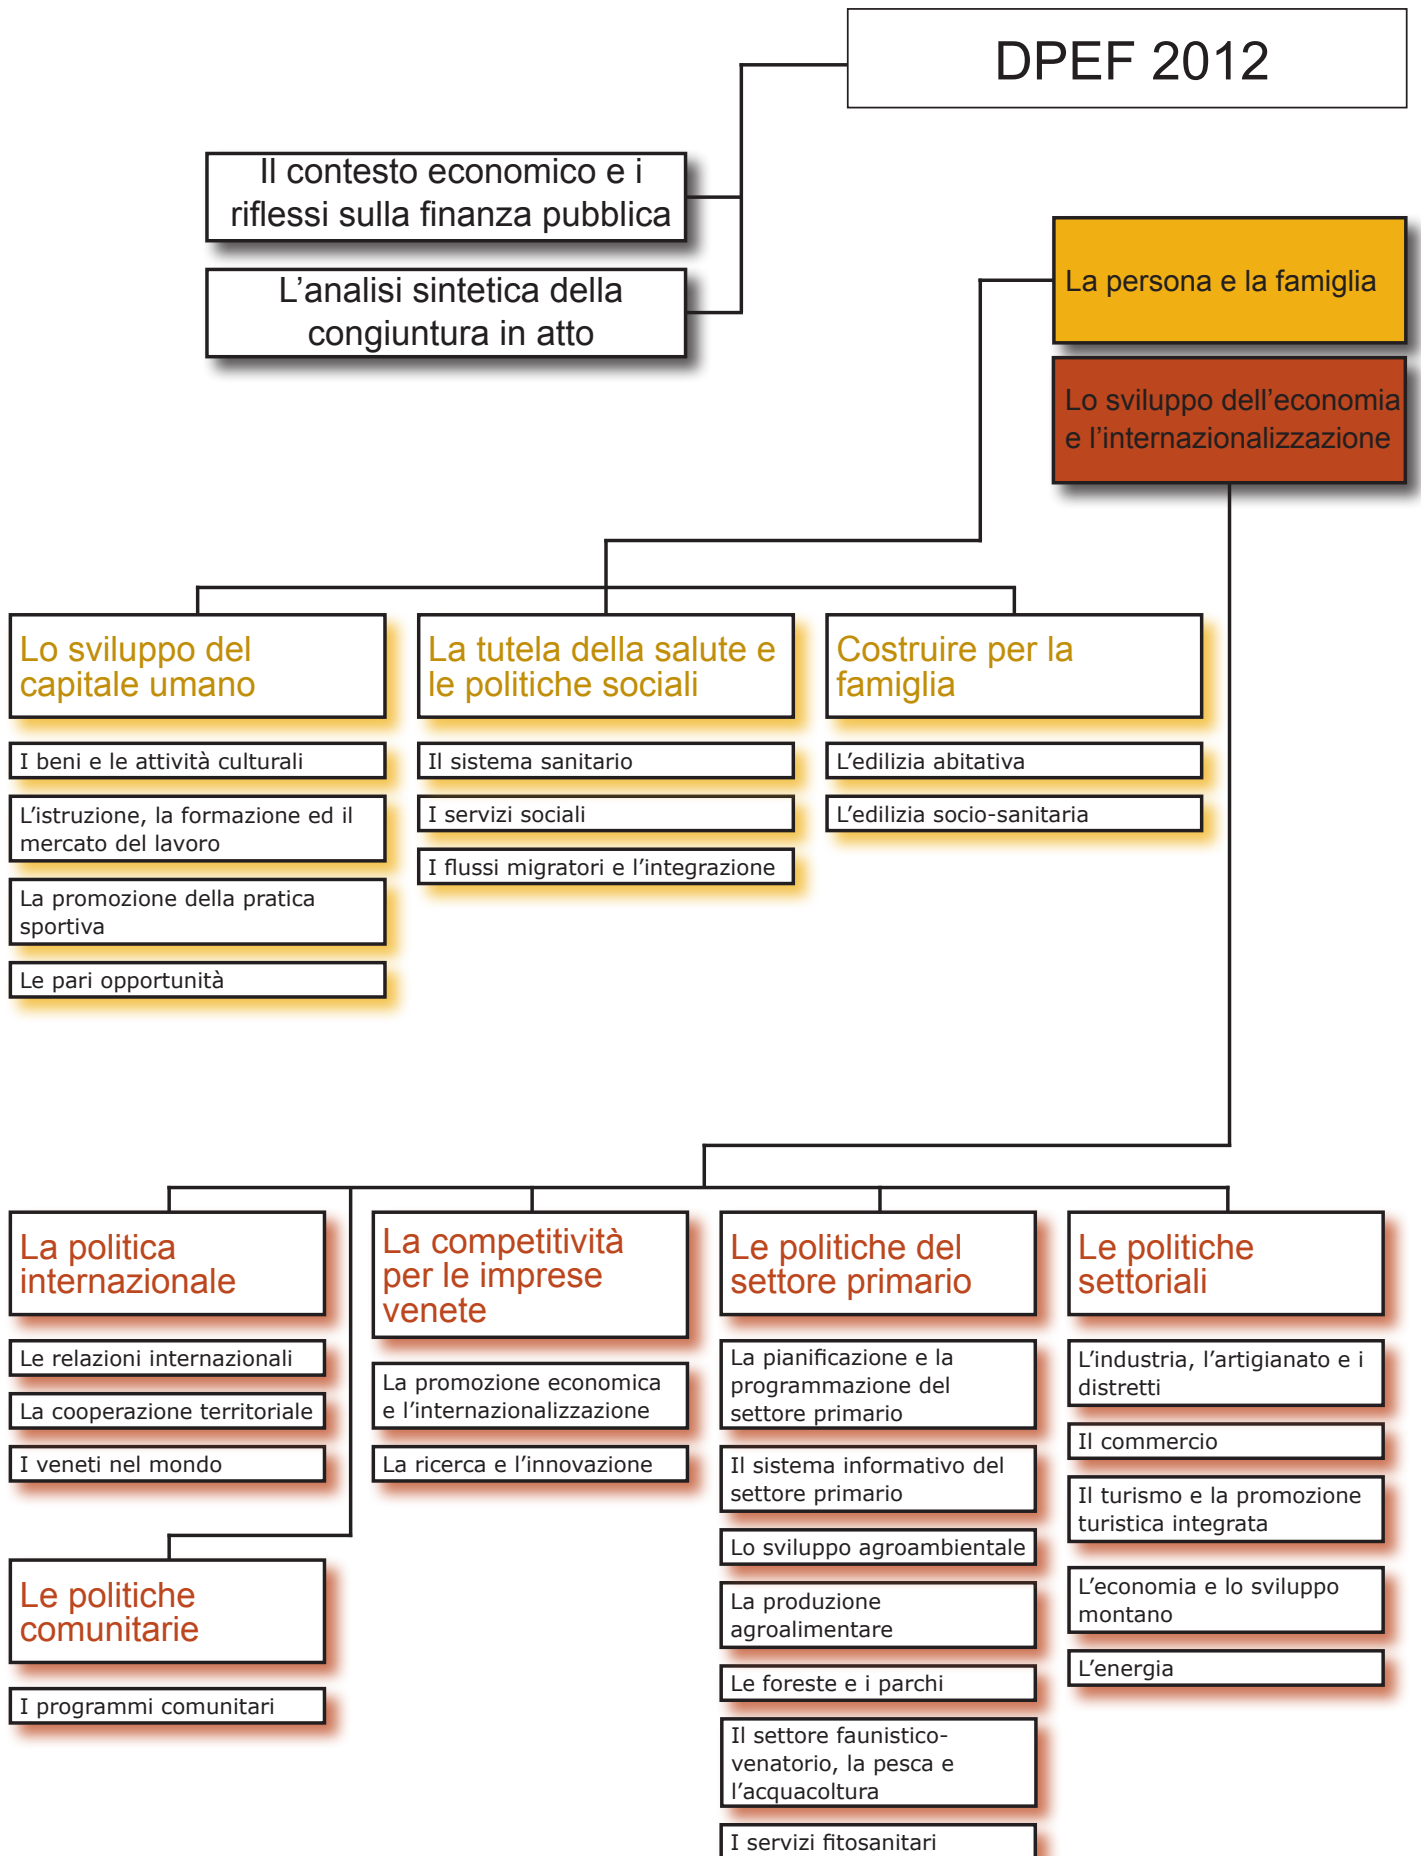 DPEF 2012
Il contesto economico e i
riflessi sulla finanza pubblica
L’analisi sintetica della
congiuntura in atto
La persona e la famiglia
Lo sviluppo dell’economia
e l’internazionalizzazione
Lo sviluppo del
capitale umano
I beni e le attività culturali
L’istruzione, la formazione ed il
mercato del lavoro
La promozione della pratica
sportiva
Le pari opportunità
La tutela della salute e
le politiche sociali
Il sistema sanitario
I servizi sociali
I flussi migratori e l’integrazione
Costruire per la
famiglia
L’edilizia abitativa
L’edilizia socio-sanitaria
La politica
internazionale
Le relazioni internazionali
La cooperazione territoriale
I veneti nel mondo
Le politiche
comunitarie
I programmi comunitari
La competitività
per le imprese
venete
La promozione economica
e l’internazionalizzazione
La ricerca e l’innovazione
Le politiche del
settore primario
La pianificazione e la
programmazione del
settore primario
Il sistema informativo del
settore primario
Lo sviluppo agroambientale
La produzione
agroalimentare
Le foreste e i parchi
Il settore faunistico-
venatorio, la pesca e
l’acquacoltura
I servizi fitosanitari
Le politiche
settoriali
L’industria, l’artigianato e i
distretti
Il commercio
Il turismo e la promozione
turistica integrata
L’economia e lo sviluppo
montano
L’energia